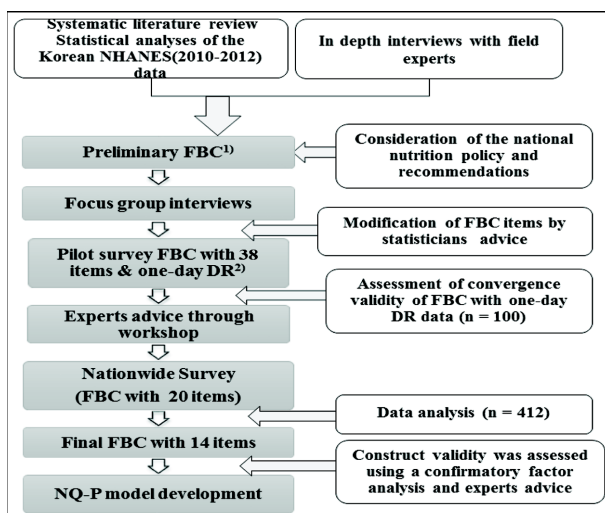 Systematic literature review
Statistical analyses of the
Korean NHANES(2010-2012)
data
In depth interviews with field
experts
Preliminary FBC1)
Consideration of the national
nutrition policy and
recommendations
Focus group interviews
Modification of FBC items by
statisticians advice
Pilot survey FBC with 38
items & one-day DR2)
Assessment of convergence
validity of FBC with one-day
DR data (n = 100)
Experts advice through
workshop
Nationwide Survey
(FBC with 20 items)
Data analysis (n = 412)
Final FBC with 14 items
Construct validity was assessed
using a confirmatory factor
analysis and experts advice
NQ-P model development